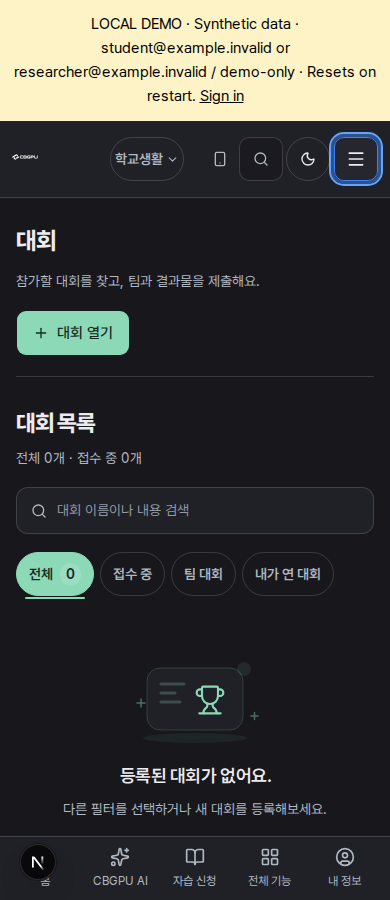 LOCAL DEMO · Synthetic data ·
student@example.invalid or
researcher@example.invalid / demo-only · Resets on
restart. Sign in
CBGPU
학교생활
대회
참가할 대회를 찾고, 팀과 결과물을 제출해요.
대회 열기
대회 목록
전체 0개 · 접수 중 0개
대회 이름이나 내용 검색
전체 0 접수 중 팀 대회 내가 연 대회
등록된 대회가 없어요.
다른 필터를 선택하거나 새 대회를 등록해보세요.
N
CBGPU AI 자습 신청 전체 기능 내 정보